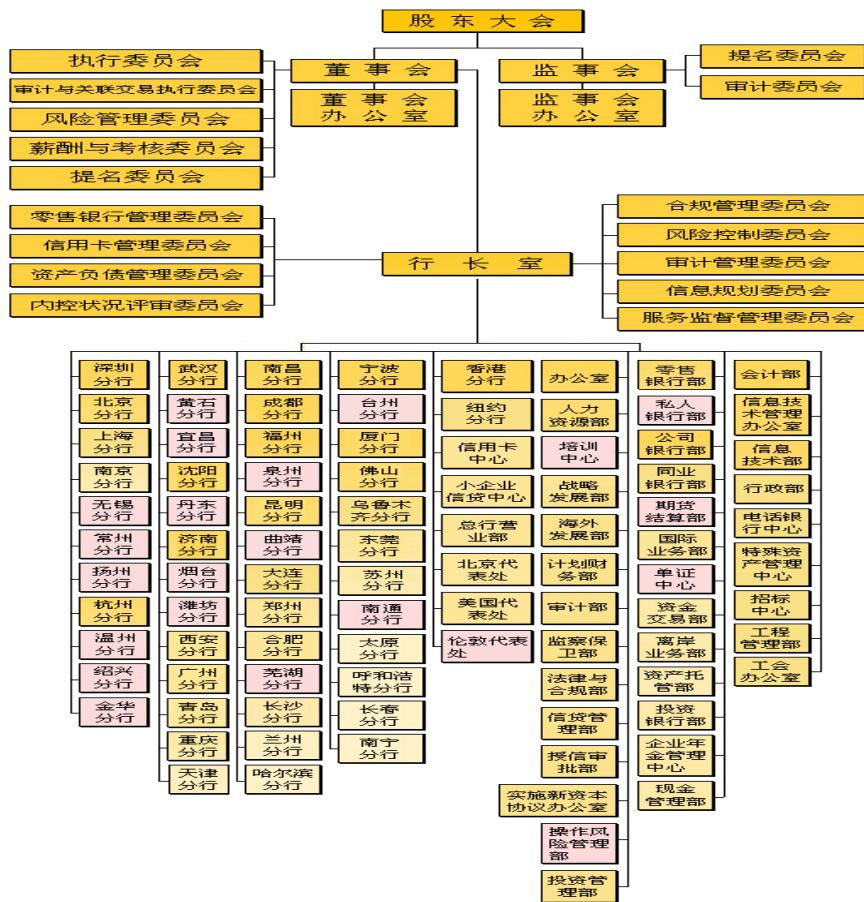 股东大会
执行委员会
审计与关联交易执行委员会
风险管理委员会
薪酬与考核委员会
提名委员会
董事会
董事会
办公室
监事会
监事会
办公室
提名委员会
审计委员会
零售银行管理委员会
信用卡管理委员会
资产负债管理委员会
内控状况评审委员会
行长室
合规管理委员会
风险控制委员会
审计管理委员会
信息规划委员会
服务监督管理委员会
深圳
分行
北京
分行
上海
分行
南京
分行
无锡
分行
常州
分行
扬州
分行
杭州
分行
温州
分行
绍兴
分行
金华
分行
武汉
分行
黄石
分行
宜昌
分行
沈阳
分行
丹东
分行
济南
分行
烟台
分行
潍坊
分行
西安
分行
广州
分行
青岛
分行
重庆
分行
天津
分行
南昌
分行
成都
分行
福州
分行
泉州
分行
昆明
分行
曲靖
分行
大连
分行
郑州
分行
合肥
分行
芜湖
分行
长沙
分行
兰州
分行
哈尔滨
分行
宁波
分行
台州
分行
厦门
分行
佛山
分行
乌鲁木
齐分行
东莞
分行
苏州
分行
南通
分行
太原
分行
呼和浩
特分行
长春
分行
南宁
分行
香港
分行
纽约
分行
信用卡
中心
小企业
信贷中心
总行营
业部
北京代
表处
美国代
表处
伦敦代表
处
办公室
人力
资源部
培训
中心
战略
发展部
海外
发展部
计划财
务部
审计部
监察保
卫部
法律与
合规部
信贷管
理部
授信审
批部
实施新资本
协议办公室
操作风
险管理
部
投资管
理部
零售
银行部
私人
银行部
公司
银行部
同业
银行部
期货
结算部
国际
业务部
单证
中心
资金
交易部
离岸
业务部
资产托
管部
投资
银行部
企业年
金管理
中心
现金
管理部
会计部
信息技
术管理
办公室
信息
技术部
行政部
电话银
行中心
特殊资
产管理
中心
招标
中心
工程
管理部
工会
办公室